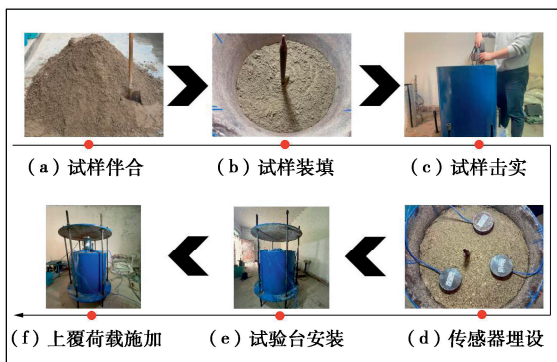 (a)试样伴合
(b)试样装填
(c)试样击实
(f)上覆荷载施加
(e)试验台安装
(d)传感器埋设